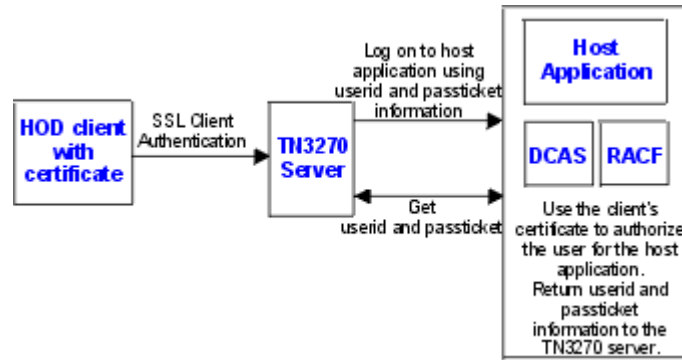 HOD client
with
certificate
SSL Client
Authentication
TN3270
Server
Log on to host
application using
userid and passticket
information
Get
userid and passticket
Host
Application
DCAS
RACF
Use the client's
certificate to authorize
the user for the host
application.
Return userid and
passticket
information to the
TN3270 server.